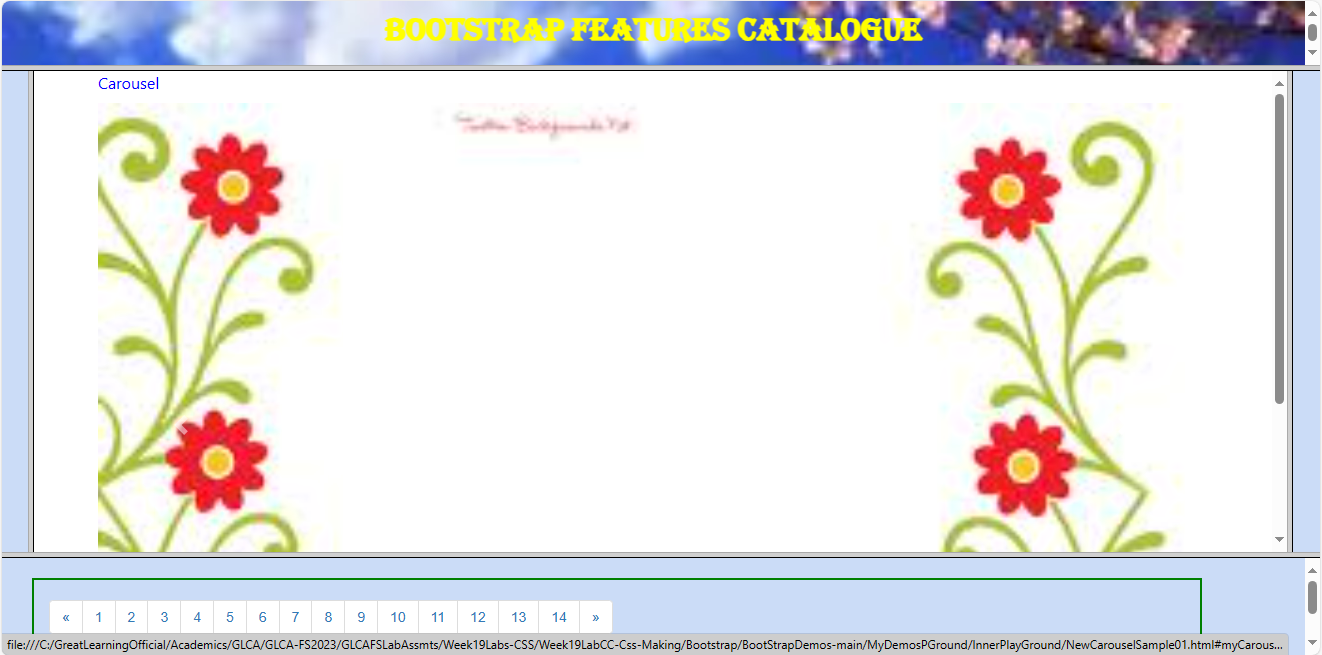 BOOTSTRAP FEATURES CATALOGUE
Carousel
« 1 2 3 4 5 6 7 8 9 10 11 12 13 14 »
file:///C:/GreatLearningOfficial/Academics/GLCA/GLCA-FS2023/GLCAFSLabAssmts/Week19Labs-CSS/Week19LabCC-Css-Making/Bootstrap/BootStrapDemos-main/MyDemosPGround/InnerPlayGround/NewCarouselSample01.html#myCarous...